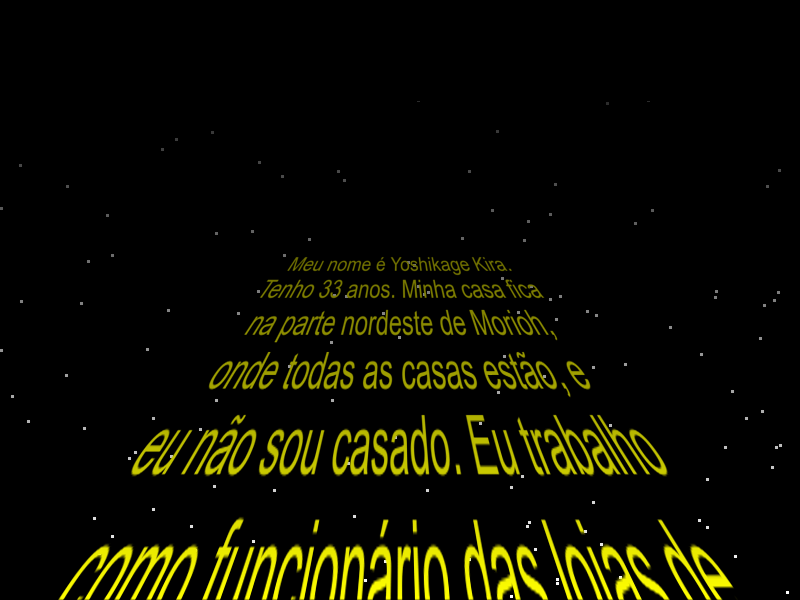 Meu nome é Yoshikage Kira.
Tenho 33 anos. Minha casa fica
na parte nordeste de Morioh,
onde todas as casas estão, e
eu não sou casado. Eu trabalho
como funcionário das lojas de